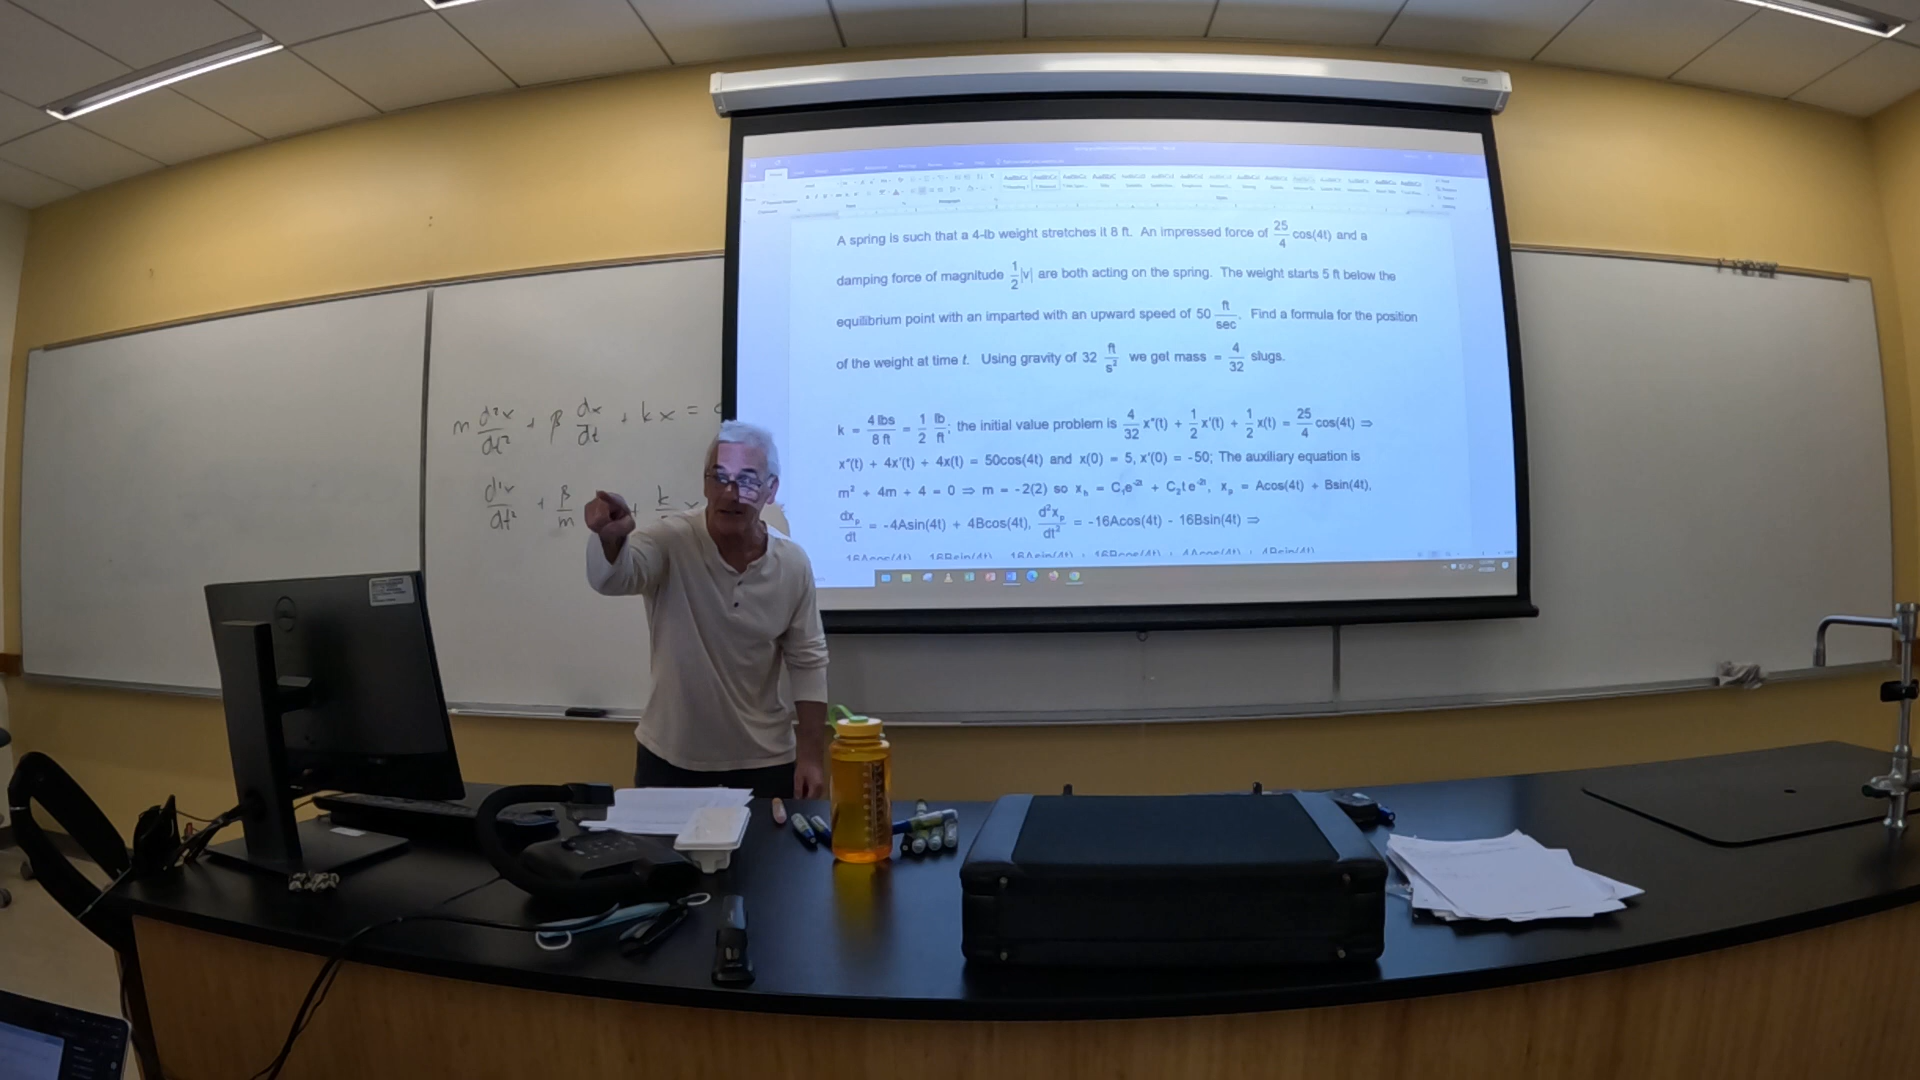 A spring is such that a 4-lb weight stretches it 8 ft. An impressed force of 25/4 cos(4t) and a
damping force of magnitude 1/2|v| are both acting on the spring. The weight starts 5 ft below the
equilibrium point with an imparted with an upward speed of 50 ft/sec. Find a formula for the position
of the weight at time t. Using gravity of 32 ft/s² we get mass = 4/32 slugs.
k = 4 lbs/8 ft = 1/2 lb/ft; the initial value problem is 4/32 x"(t) + 1/2 x'(t) + 1/2 x(t) = 25/4 cos(4t) ⇒
x"(t) + 4x'(t) + 4x(t) = 50cos(4t) and x(0) = 5, x'(0) = -50; The auxiliary equation is
m² + 4m + 4 = 0 ⇒ m = -2(2) so xₕ = C₁e⁻²ᵗ + C₂te⁻²ᵗ, xₚ = Acos(4t) + Bsin(4t),
dxₚ/dt = -4Asin(4t) + 4Bcos(4t), d²xₚ/dt² = -16Acos(4t) - 16Bsin(4t) ⇒
m d²x/dt² + β dx/dt + kx =
d²x/dt² + β/m + k/ x